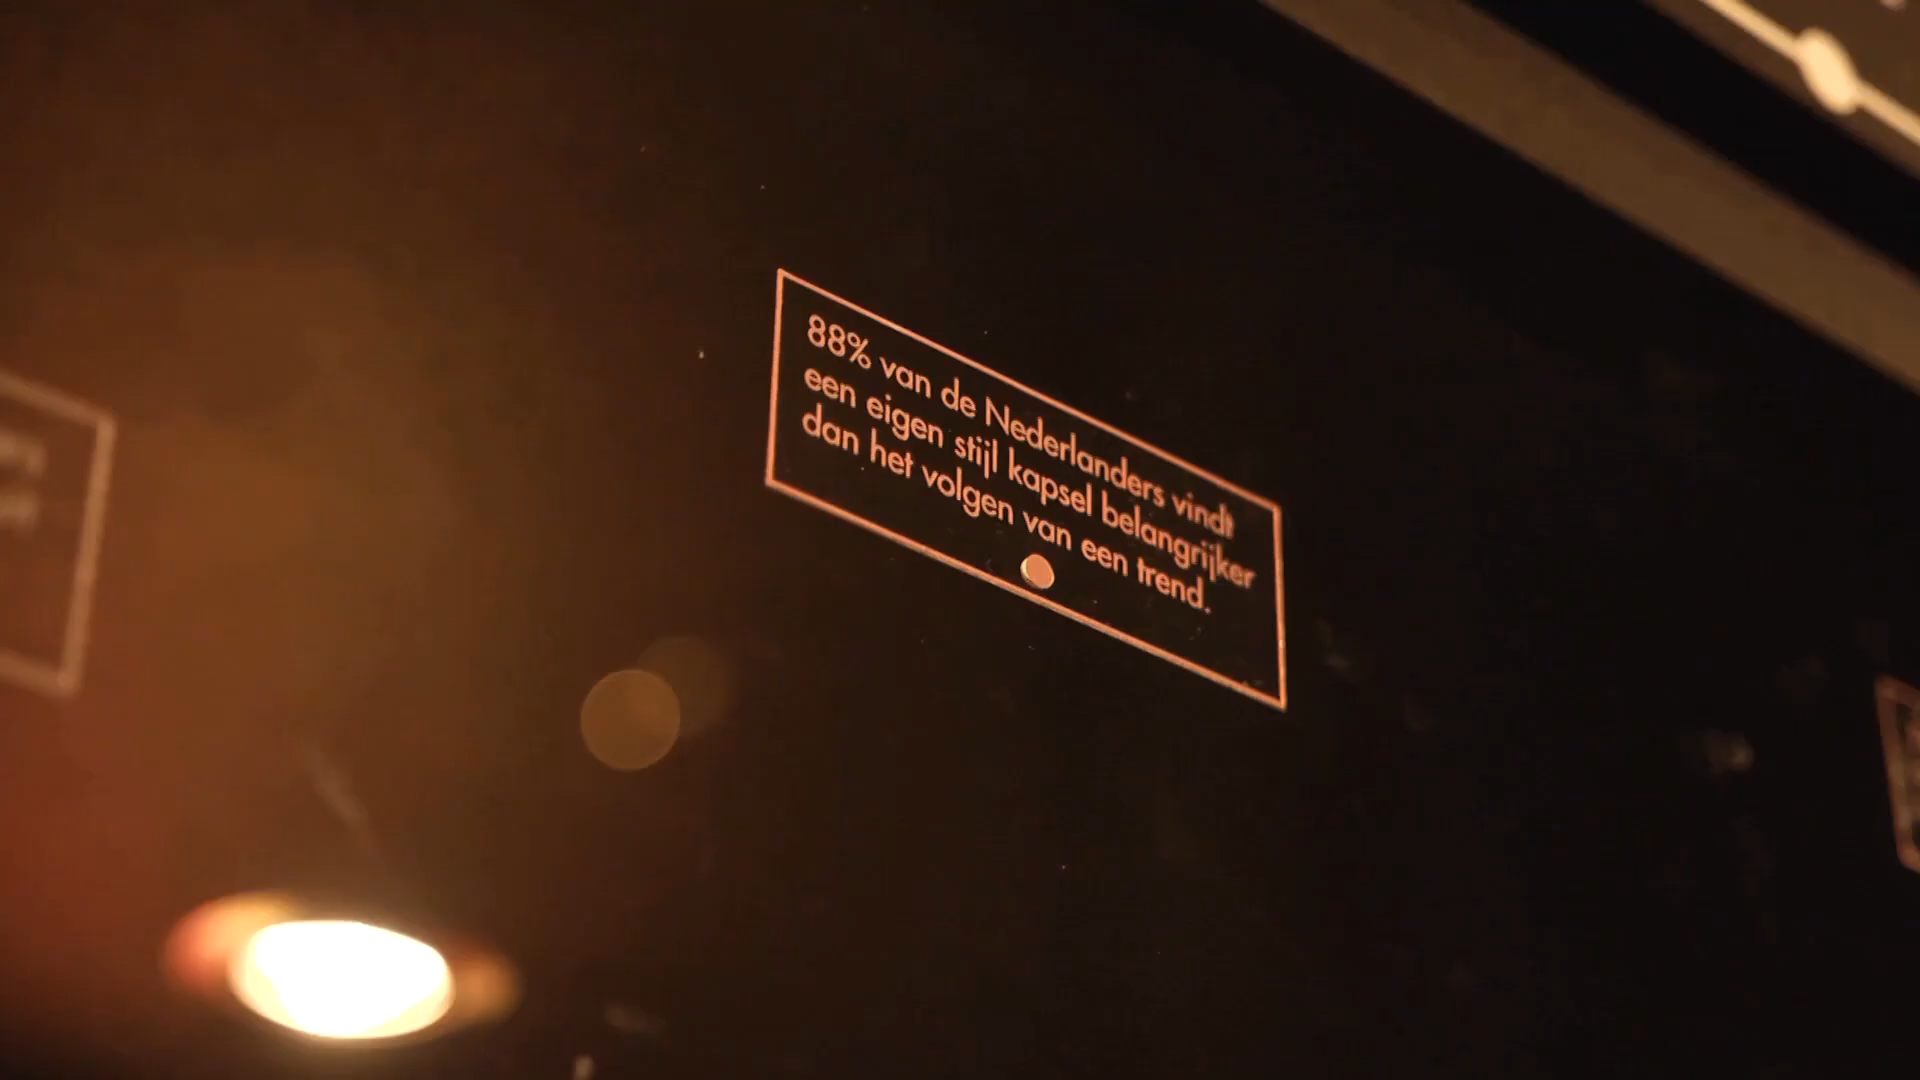 88% van de Nederlanders vindt
een eigen stijl kapsel belangrijker
dan het volgen van een trend.